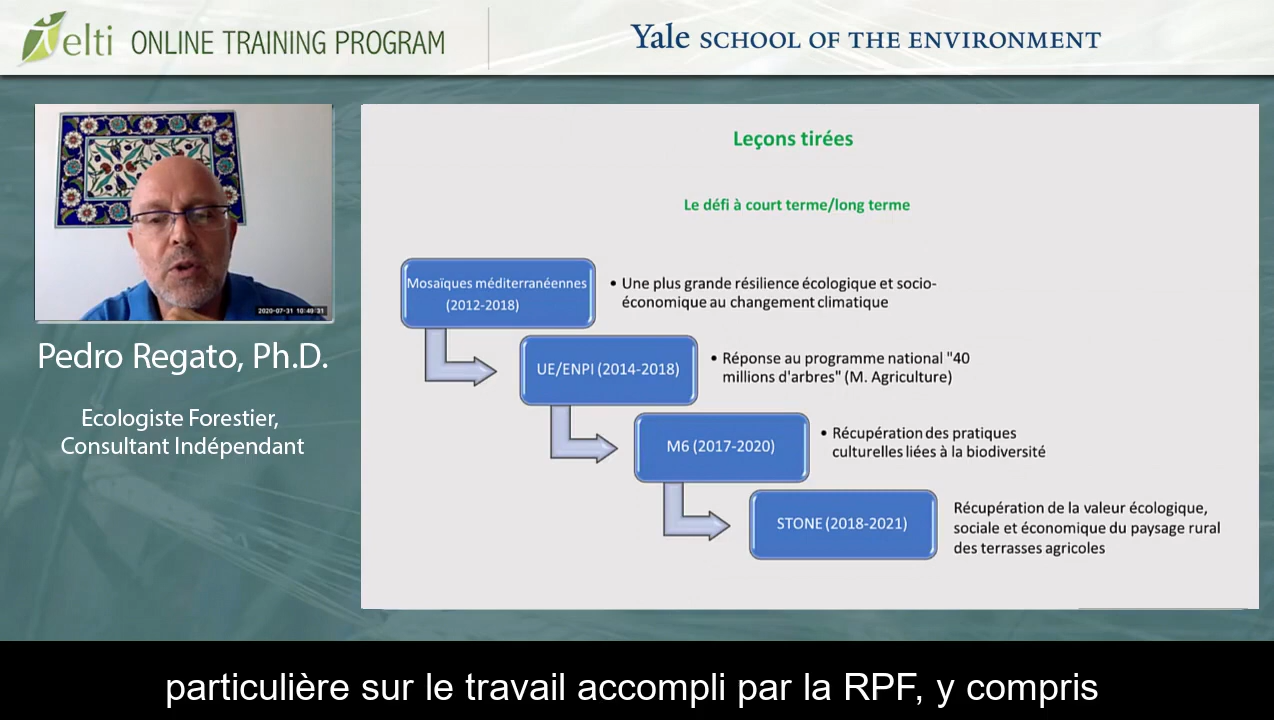 elti ONLINE TRAINING PROGRAM
Yale SCHOOL OF THE ENVIRONMENT
2020-07-31 10:49:31
Pedro Regato, Ph.D.
Ecologiste Forestier,
Consultant Indépendant
Leçons tirées
Le défi à court terme/long terme
Mosaïques méditerranéennes
(2012-2018)
• Une plus grande résilience écologique et socio-
économique au changement climatique
UE/ENPI (2014-2018)
• Réponse au programme national "40
millions d'arbres" (M. Agriculture)
M6 (2017-2020)
• Récupération des pratiques
culturelles liées à la biodiversité
STONE (2018-2021)
Récupération de la valeur écologique,
sociale et économique du paysage rural
des terrasses agricoles
particulière sur le travail accompli par la RPF, y compris